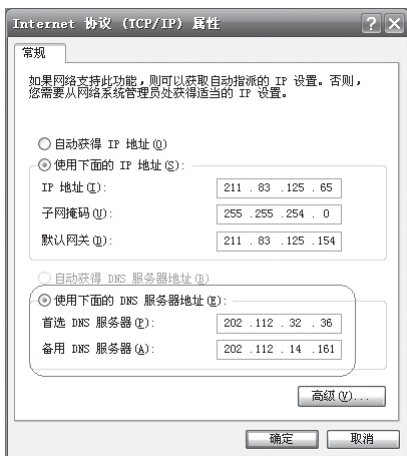 Internet 协议 (TCP/IP) 属性
常规
如果网络支持此功能，则可以获取自动指派的 IP 设置。否则，
您需要从网络系统管理员处获得适当的 IP 设置。
自动获得 IP 地址(O)
使用下面的 IP 地址(S):
IP 地址(I): 211 . 83 . 125 . 65
子网掩码(U): 255 . 255 . 254 . 0
默认网关(D): 211 . 83 . 125 . 154
自动获得 DNS 服务器地址(B)
使用下面的 DNS 服务器地址(E):
首选 DNS 服务器(P): 202 . 112 . 32 . 36
备用 DNS 服务器(A): 202 . 112 . 14 . 161
高级(V)...
确定 取消